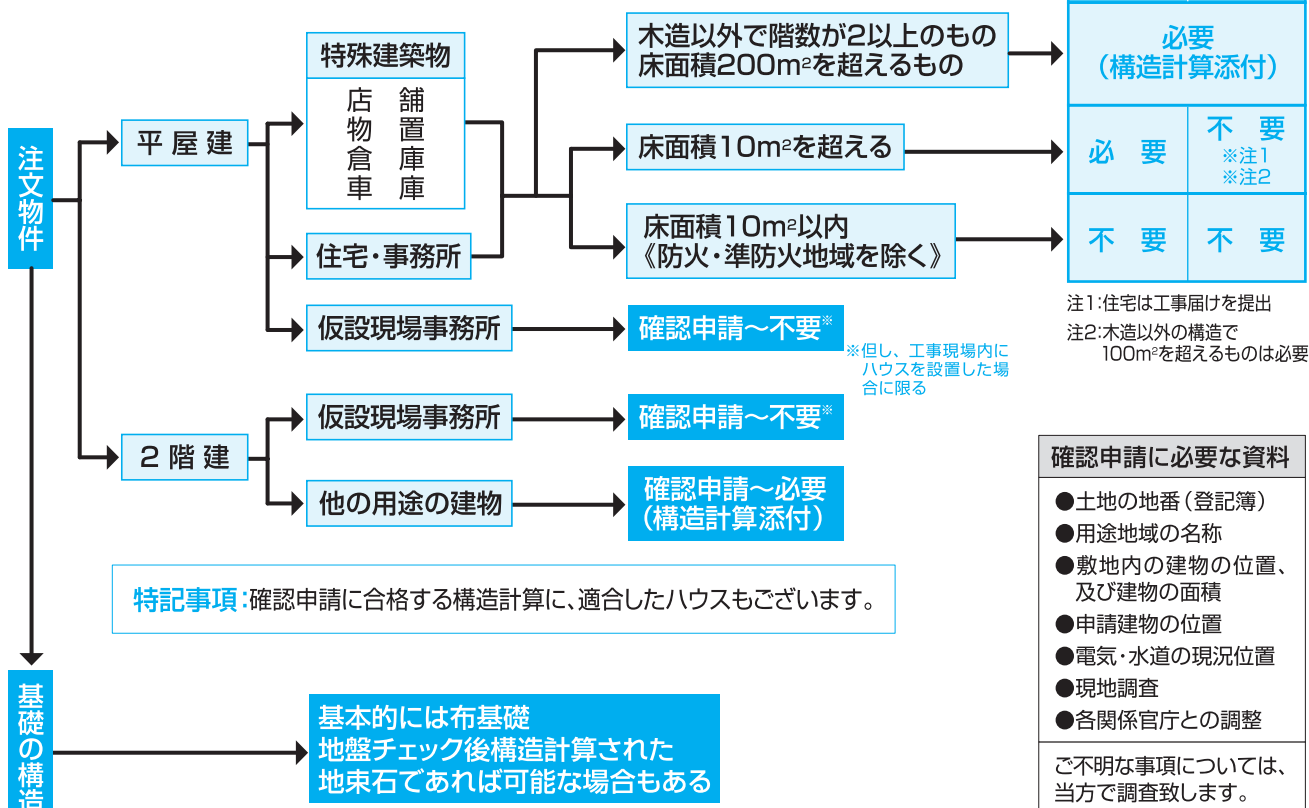 注文物件
平屋建
特殊建築物
店舗
物置
倉庫
車庫
住宅・事務所
仮設現場事務所
木造以外で階数が2以上のもの
床面積200m²を超えるもの
必要
（構造計算添付）
床面積10m²を超える
必要
不要
※注1
※注2
床面積10m²以内
《防火・準防火地域を除く》
不要
不要
注1:住宅は工事届けを提出
注2:木造以外の構造で
100m²を超えるものは必要
確認申請～不要※
※但し、工事現場内に
ハウスを設置した場
合に限る
2階建
仮設現場事務所
確認申請～不要※
他の用途の建物
確認申請～必要
（構造計算添付）
特記事項:確認申請に合格する構造計算に、適合したハウスもございます。
確認申請に必要な資料
●土地の地番（登記簿）
●用途地域の名称
●敷地内の建物の位置、
及び建物の面積
●申請建物の位置
●電気・水道の現況位置
●現地調査
●各関係官庁との調整
ご不明な事項については、
当方で調査致します。
基礎の構造
基本的には布基礎
地盤チェック後構造計算された
地束石であれば可能な場合もある